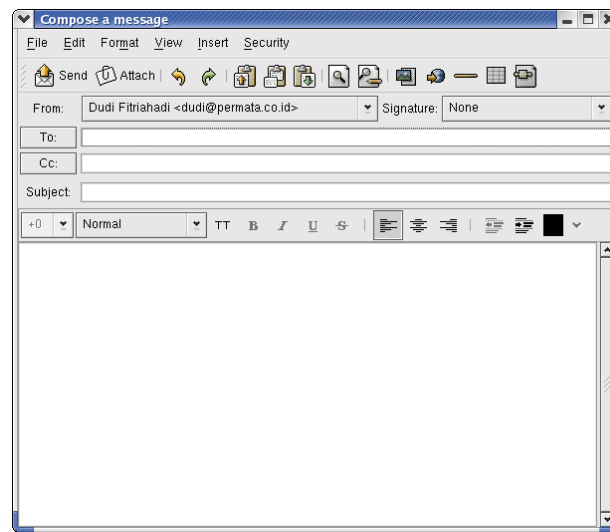 Compose a message
File Edit Format View Insert Security
Send Attach
From: Dudi Fitriahadi <dudi@permata.co.id> Signature: None
To:
Cc:
Subject:
+0 Normal TT B I U S